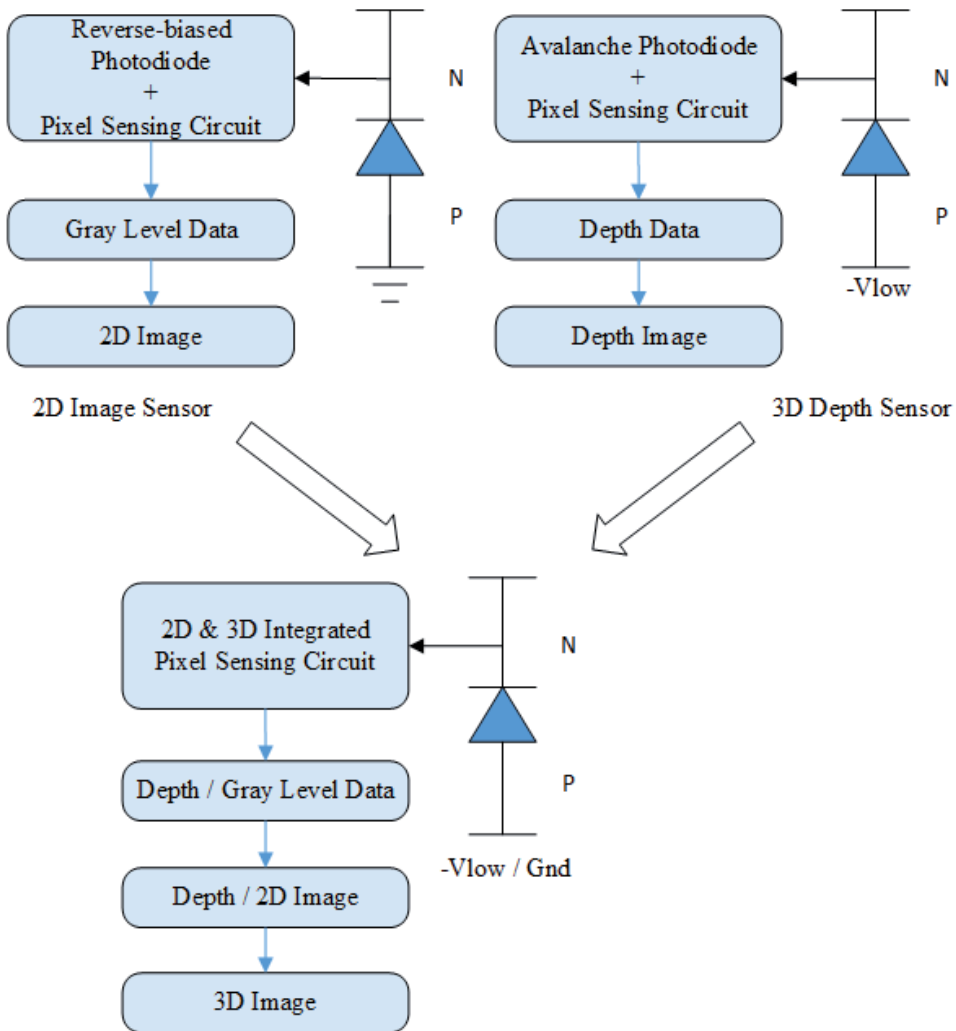 Reverse-biased
Photodiode
+
Pixel Sensing Circuit
N
P
Gray Level Data
2D Image
2D Image Sensor
Avalanche Photodiode
+
Pixel Sensing Circuit
N
P
Depth Data
-Vlow
Depth Image
3D Depth Sensor
2D & 3D Integrated
Pixel Sensing Circuit
N
P
Depth / Gray Level Data
-Vlow / Gnd
Depth / 2D Image
3D Image